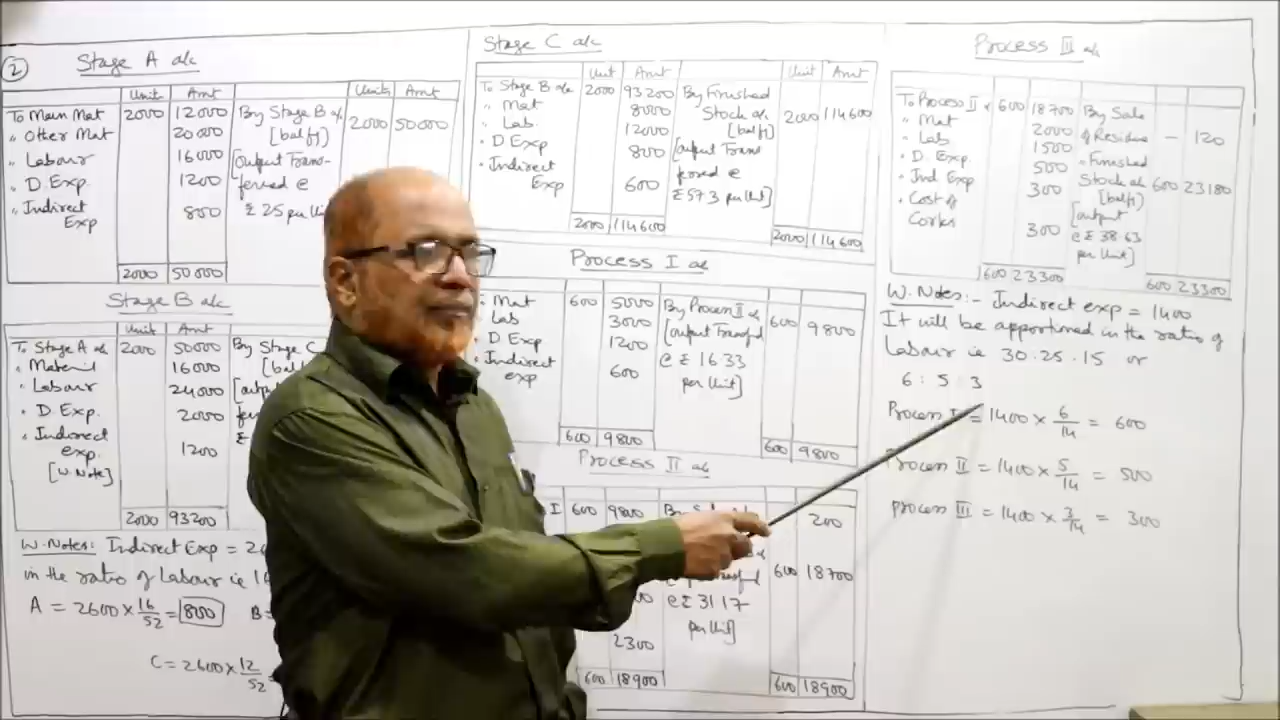 2
Stage A a/c
Units Amt Units Amt
To Main Mat 2000 12000 By Stage B a/c 2000 50000
" Other Mat 20000 [bal fig]
" Labour 16000 [output Trans-
" D. Exp. 1200 ferred @
" Indirect 800 ₹ 25 per
Exp
2000 50000
Stage B a/c
Unit Amt
To Stage A a/c 2000 50000 By Stage C
" Material 16000
" Labour 24000
" D Exp. 2000
" Indirect 1200
exp.
[W. Note]
2000 93200
W. Notes: Indirect Exp =
in the ratio of Labour ie
A = 2600 × 16/52 = 800 B =
C = 2600 × 12/52 =
Stage C a/c
Unit Amt Unit Amt
To Stage B a/c 2000 93200 By Finished
" Mat 8000 Stock a/c 2000 114600
" Lab. 12000 [bal fig]
" D Exp 800 [output Trans
" Indirect 600 ferred @
Exp ₹ 57.3 per Unit]
2000 114600 2000 114600
Process I a/c
" Mat 600 5000 By Process II a/c 600 9800
" Lab 3000 [output Transfd
" D Exp 1200 @ ₹ 16.33
" Indirect 600 per Unit]
exp
600 9800 600 9800
Process II a/c
I 600 9800 200
600 18700
@ ₹ 31.17
2300 per Unit]
600 18900 600 18900
Process III a/c
To Process II a/c 600 18700 By Sale
" Mat 2000 of Residue — 120
" Lab 1500 " Finished
" D. Exp. 500 Stock a/c 600 23180
" Ind Exp 300 [bal fig]
" Cost of [output
Corks 300 @ ₹ 38.63
per Unit]
600 23300 600 23300
W. Notes:- Indirect exp = 1400
It will be apportioned in the ratio of
Labour ie 30:25:15 or
6 : 5 : 3
Process I = 1400 × 6/14 = 600
Process II = 1400 × 5/14 = 500
Process III = 1400 × 3/14 = 300